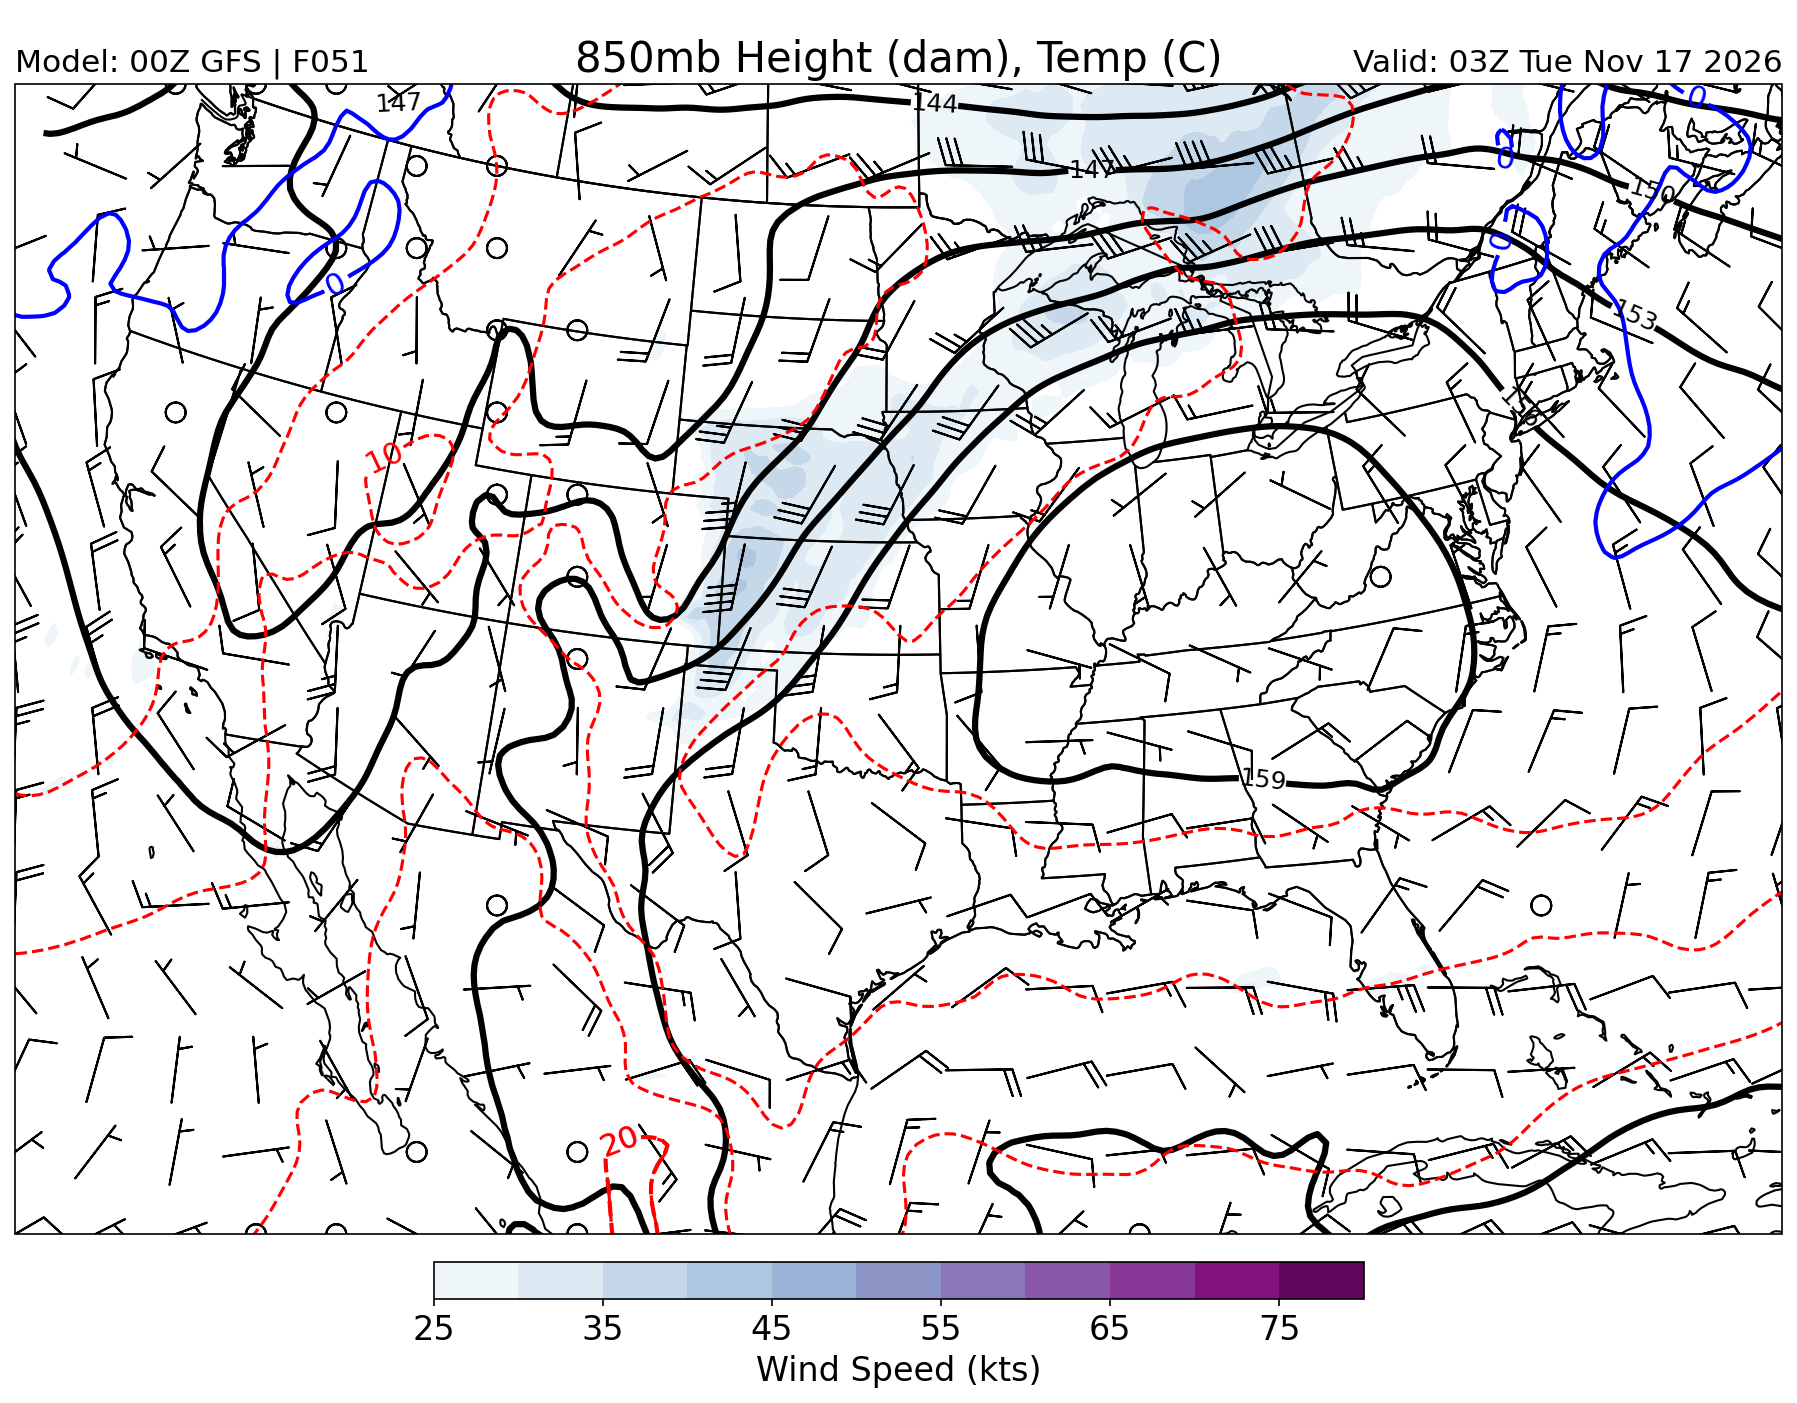 Model: 00Z GFS | F051
850mb Height (dam), Temp (C)
Valid: 03Z Tue Nov 17 2026
147
144
0
147
0
0
150
0
0
153
10
159
20
25 35 45 55 65 75
Wind Speed (kts)